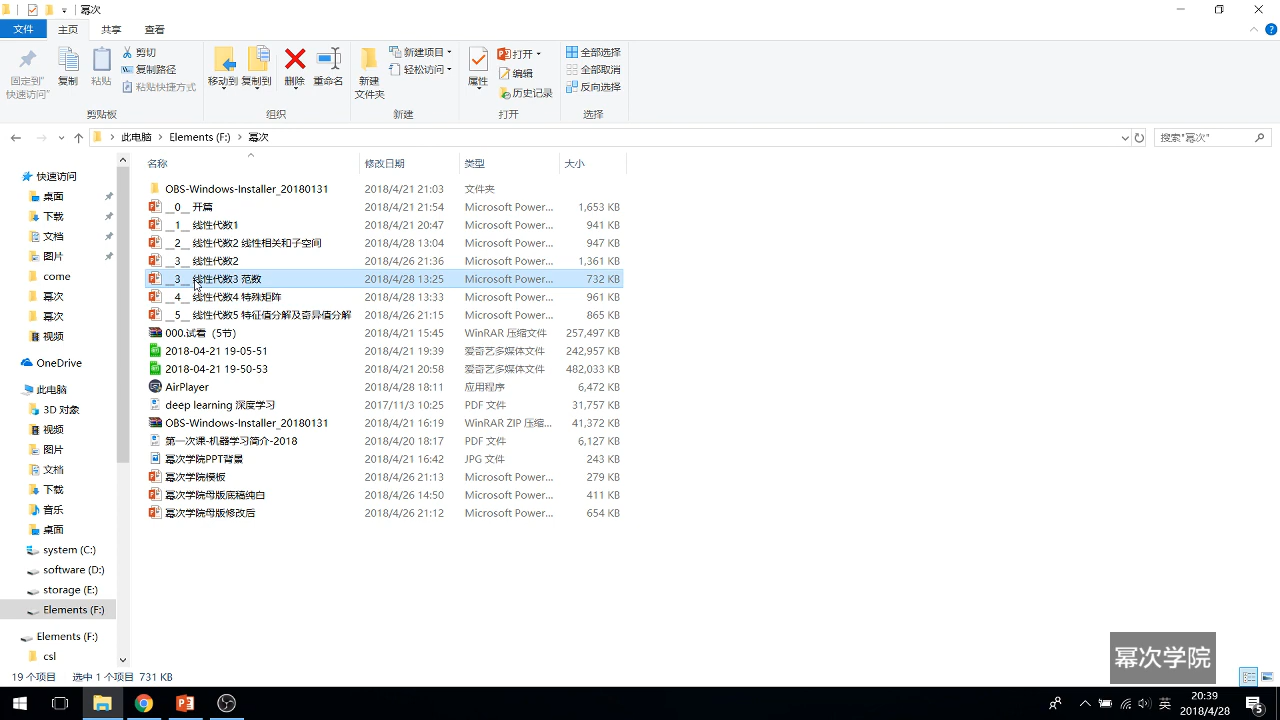 幂次
文件
主页
共享
查看
固定到"
快速访问"
复制
粘贴
剪切
复制路径
粘贴快捷方式
剪贴板
移动到
复制到
删除
重命名
组织
新建
文件夹
新建项目
轻松访问
新建
属性
打开
编辑
历史记录
打开
全部选择
全部取消
反向选择
选择
此电脑 Elements (F:) 幂次
搜索"幂次"
名称 修改日期 类型 大小
OBS-Windows-Installer_20180131 2018/4/21 21:03 文件夹
__0__ 开篇 2018/4/21 21:54 Microsoft Power... 1,653 KB
__1__ 线性代数1 2018/4/21 20:47 Microsoft Power... 941 KB
__2__ 线性代数2 线性相关和子空间 2018/4/28 13:04 Microsoft Power... 947 KB
__3__ 线性代数2 2018/4/26 21:36 Microsoft Power... 1,361 KB
__3__ 线性代数3 范数 2018/4/28 13:25 Microsoft Power... 732 KB
__4__ 线性代数4 特殊矩阵 2018/4/28 13:33 Microsoft Power... 961 KB
__5__ 线性代数5 特征值分解及奇异值分解 2018/4/26 21:15 Microsoft Power... 865 KB
000.试看（5节） 2018/4/21 15:45 WinRAR 压缩文件 257,497 KB
2018-04-21 19-05-51 2018/4/21 19:39 爱奇艺多媒体文件 242,957 KB
2018-04-21 19-50-53 2018/4/21 20:58 爱奇艺多媒体文件 482,033 KB
AirPlayer 2018/4/28 18:11 应用程序 6,472 KB
deep learning 深度学习 2017/11/3 10:25 PDF 文件 31,757 KB
OBS-Windows-Installer_20180131 2018/4/21 16:19 WinRAR ZIP 压缩... 41,372 KB
第一次课-机器学习简介-2018 2018/4/20 18:17 PDF 文件 6,127 KB
幂次学院PPT背景 2018/4/21 16:42 JPG 文件 243 KB
幂次学院模板 2018/4/26 21:13 Microsoft Power... 279 KB
幂次学院母版底稿纯白 2018/4/26 14:50 Microsoft Power... 411 KB
幂次学院母版修改后 2018/4/26 21:12 Microsoft Power... 654 KB
快速访问
桌面
下载
文档
图片
come
幂次
幂次
视频
OneDrive
此电脑
3D 对象
视频
图片
文档
下载
音乐
桌面
system (C:)
software (D:)
storage (E:)
Elements (F:)
Elements (F:)
csl
19 个项目 选中 1 个项目 731 KB
幂次学院
英
20:39
2018/4/28
5